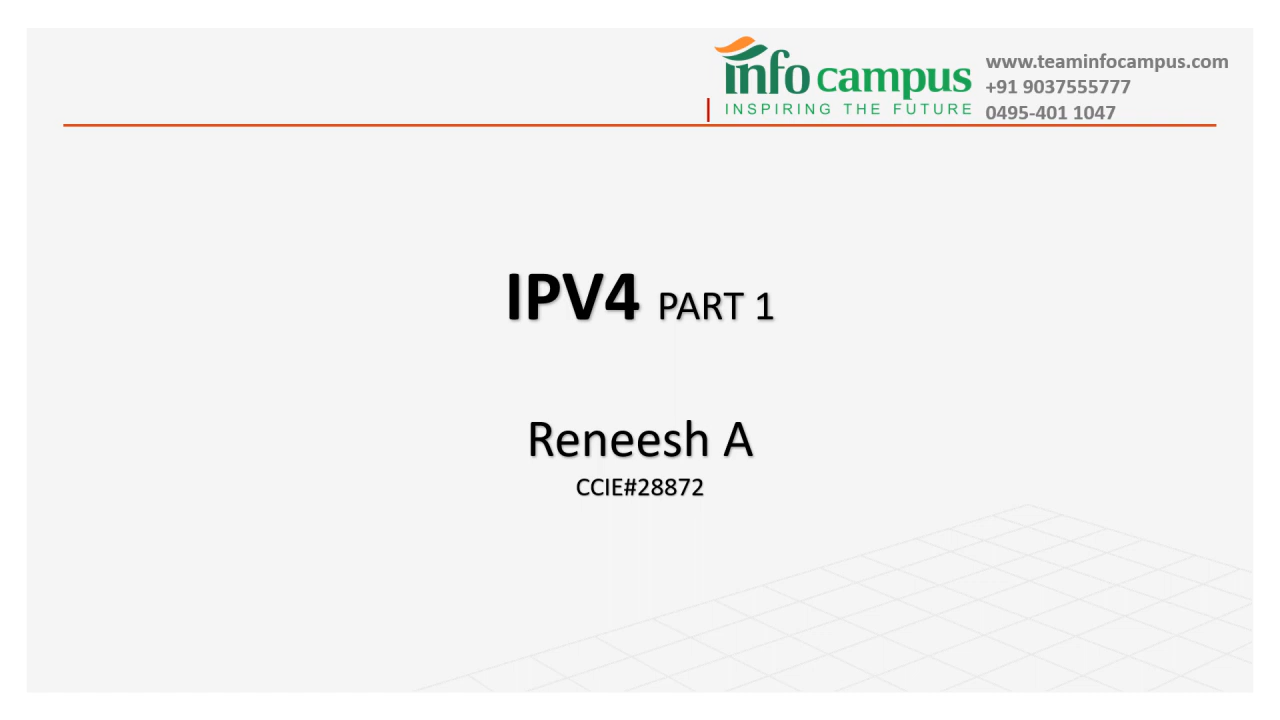 info campus
INSPIRING THE FUTURE
www.teaminfocampus.com
+91 9037555777
0495-401 1047
IPV4 PART 1
Reneesh A
CCIE#28872